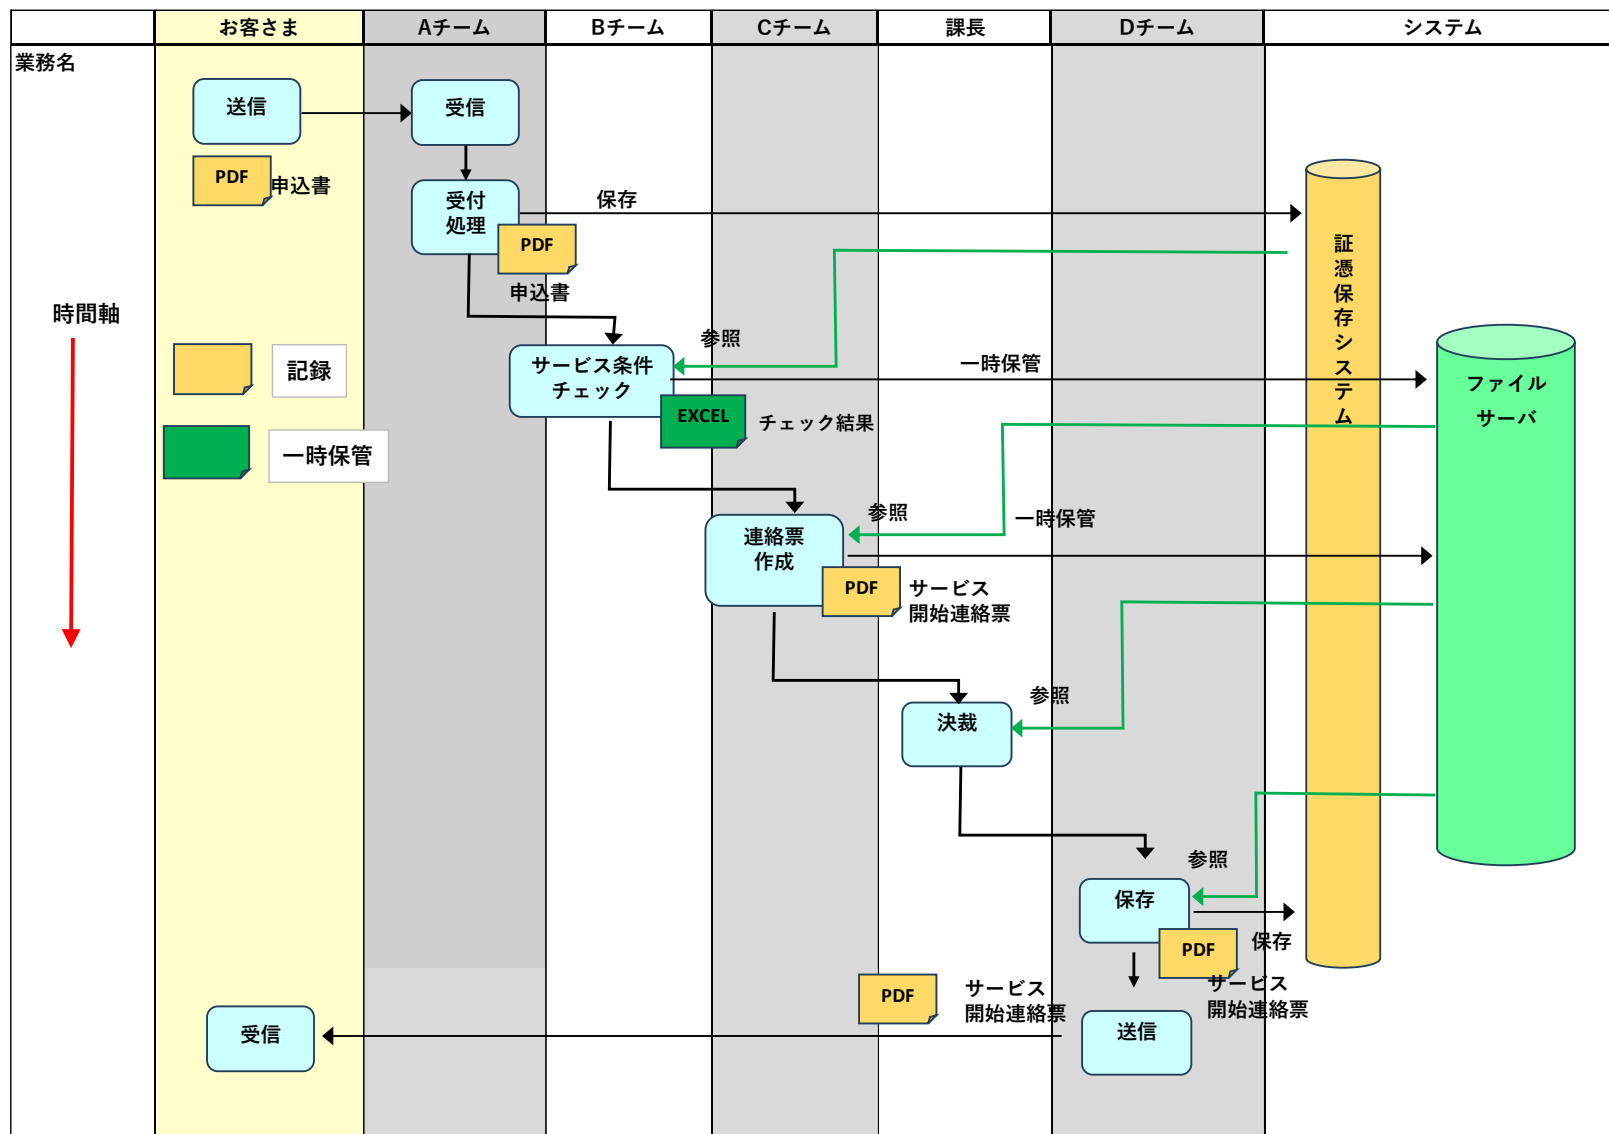 お客さま
Aチーム
Bチーム
Cチーム
課長
Dチーム
システム
業務名
送信
受信
PDF
申込書
受付
処理
保存
PDF
申込書
証憑保存システム
時間軸
参照
サービス条件
チェック
一時保管
ファイル
サーバ
記録
EXCEL
チェック結果
一時保管
参照
一時保管
連絡票
作成
PDF
サービス
開始連絡票
参照
決裁
参照
保存
保存
PDF
サービス
開始連絡票
PDF
サービス
開始連絡票
受信
送信